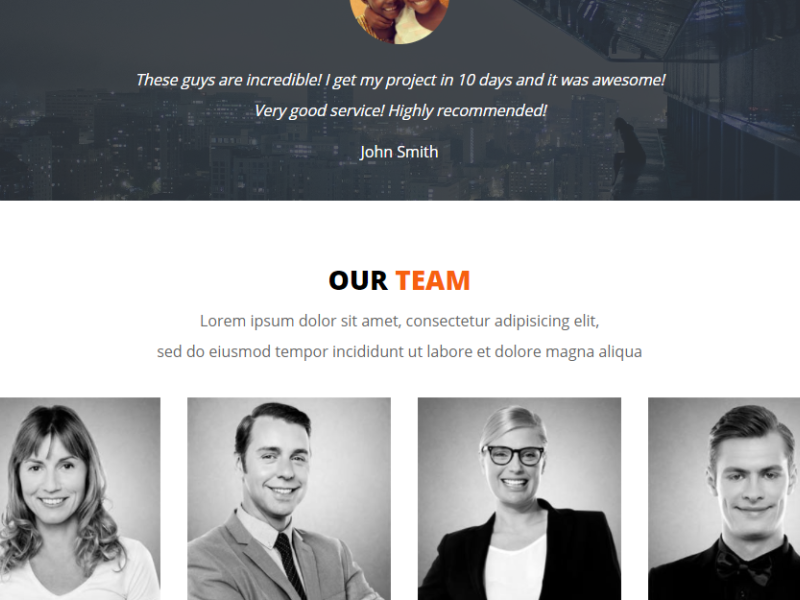 These guys are incredible! I get my project in 10 days and it was awesome!
Very good service! Highly recommended!
John Smith
OUR TEAM
Lorem ipsum dolor sit amet, consectetur adipisicing elit,
sed do eiusmod tempor incididunt ut labore et dolore magna aliqua